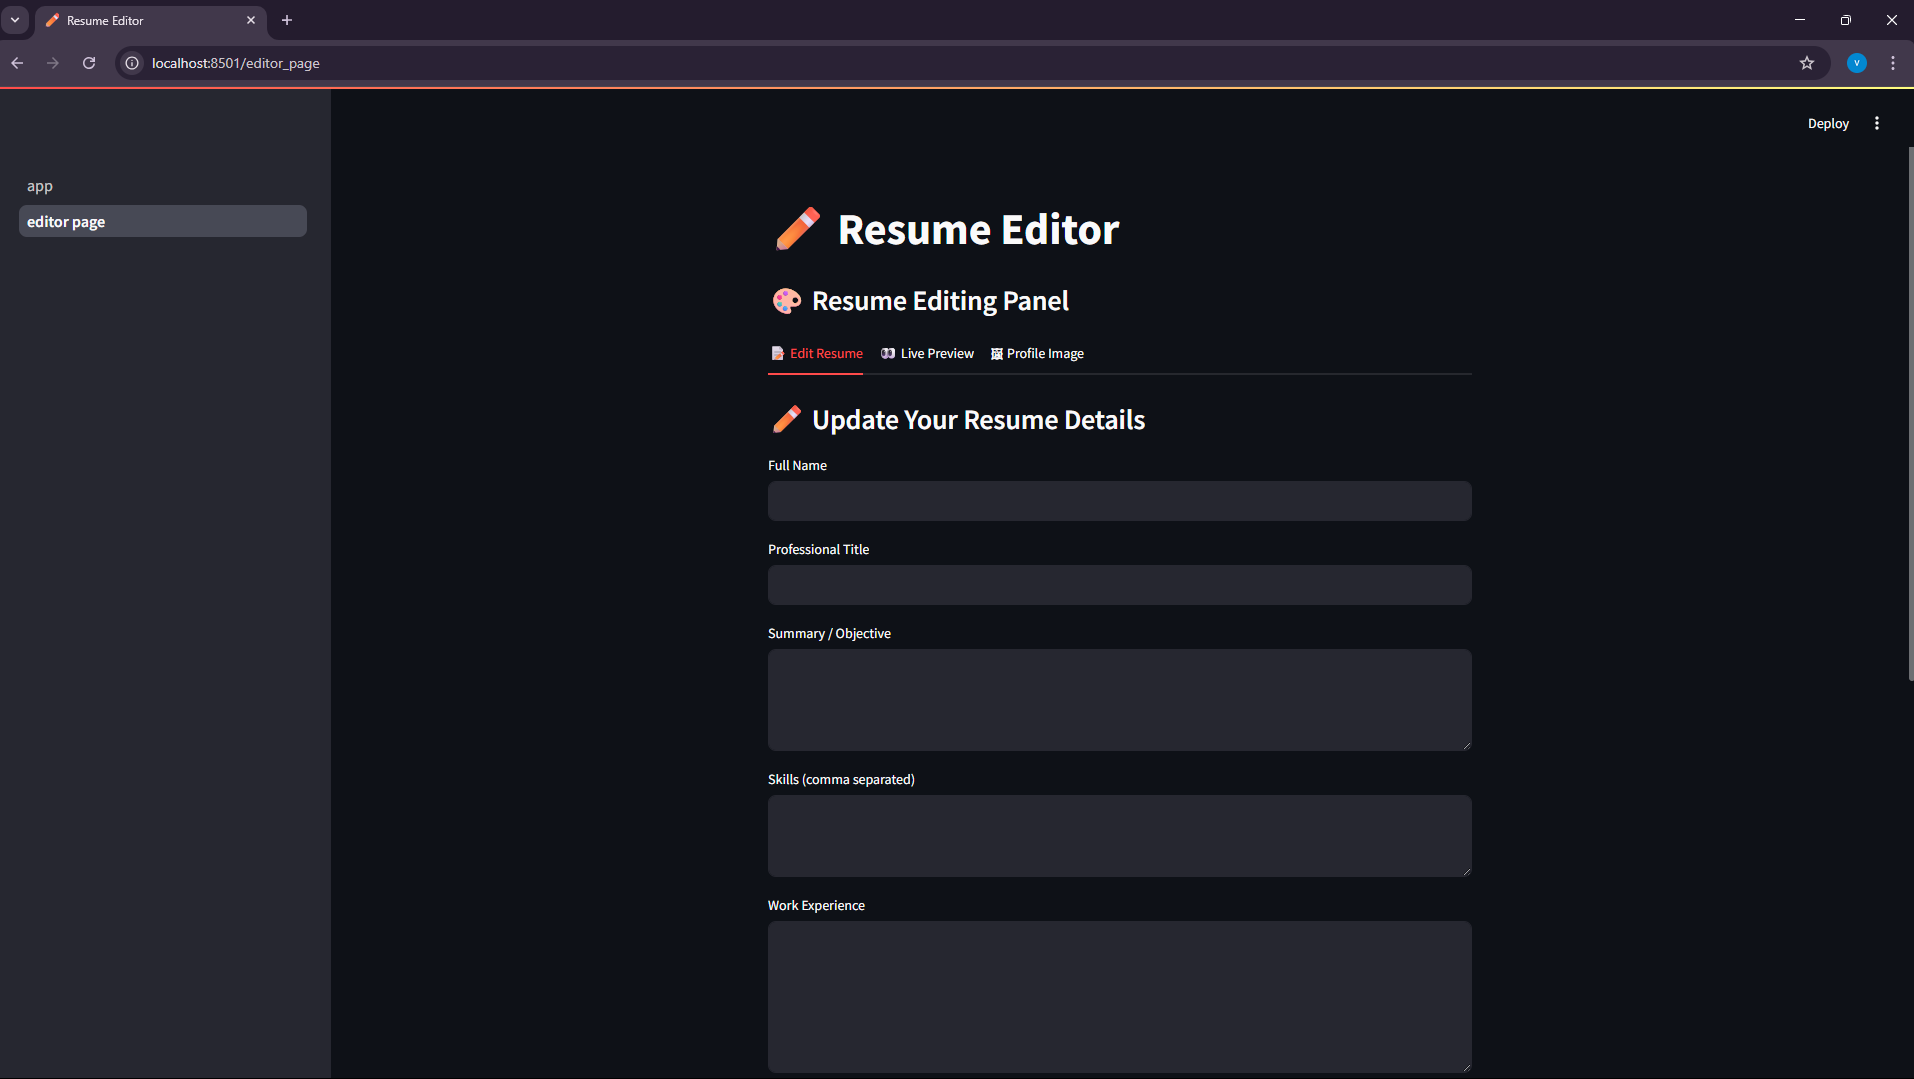 Resume Editor
localhost:8501/editor_page
V
Deploy
app
editor page
Resume Editor
Resume Editing Panel
Edit Resume
Live Preview
Profile Image
Update Your Resume Details
Full Name
Professional Title
Summary / Objective
Skills (comma separated)
Work Experience